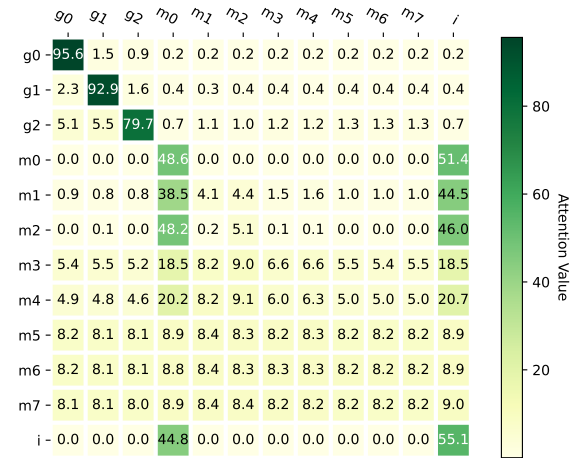 g0 g1 g2 m0 m1 m2 m3 m4 m5 m6 m7 i
g0 95.6 1.5 0.9 0.2 0.2 0.2 0.2 0.2 0.2 0.2 0.2 0.2
g1 2.3 92.9 1.6 0.4 0.3 0.4 0.4 0.4 0.4 0.4 0.4 0.4
g2 5.1 5.5 79.7 0.7 1.1 1.0 1.2 1.2 1.3 1.3 1.3 0.7
m0 0.0 0.0 0.0 48.6 0.0 0.0 0.0 0.0 0.0 0.0 0.0 51.4
m1 0.9 0.8 0.8 38.5 4.1 4.4 1.5 1.6 1.0 1.0 1.0 44.5
m2 0.0 0.1 0.0 48.2 0.2 5.1 0.1 0.1 0.0 0.0 0.0 46.0
m3 5.4 5.5 5.2 18.5 8.2 9.0 6.6 6.6 5.5 5.4 5.5 18.5
m4 4.9 4.8 4.6 20.2 8.2 9.1 6.0 6.3 5.0 5.0 5.0 20.7
m5 8.2 8.1 8.1 8.9 8.4 8.3 8.2 8.3 8.2 8.2 8.2 8.9
m6 8.2 8.1 8.1 8.8 8.4 8.3 8.3 8.3 8.2 8.2 8.2 8.9
m7 8.1 8.1 8.0 8.9 8.4 8.4 8.2 8.2 8.2 8.2 8.2 9.0
i 0.0 0.0 0.0 44.8 0.0 0.0 0.0 0.0 0.0 0.0 0.0 55.1
80
60
40
20
Attention Value